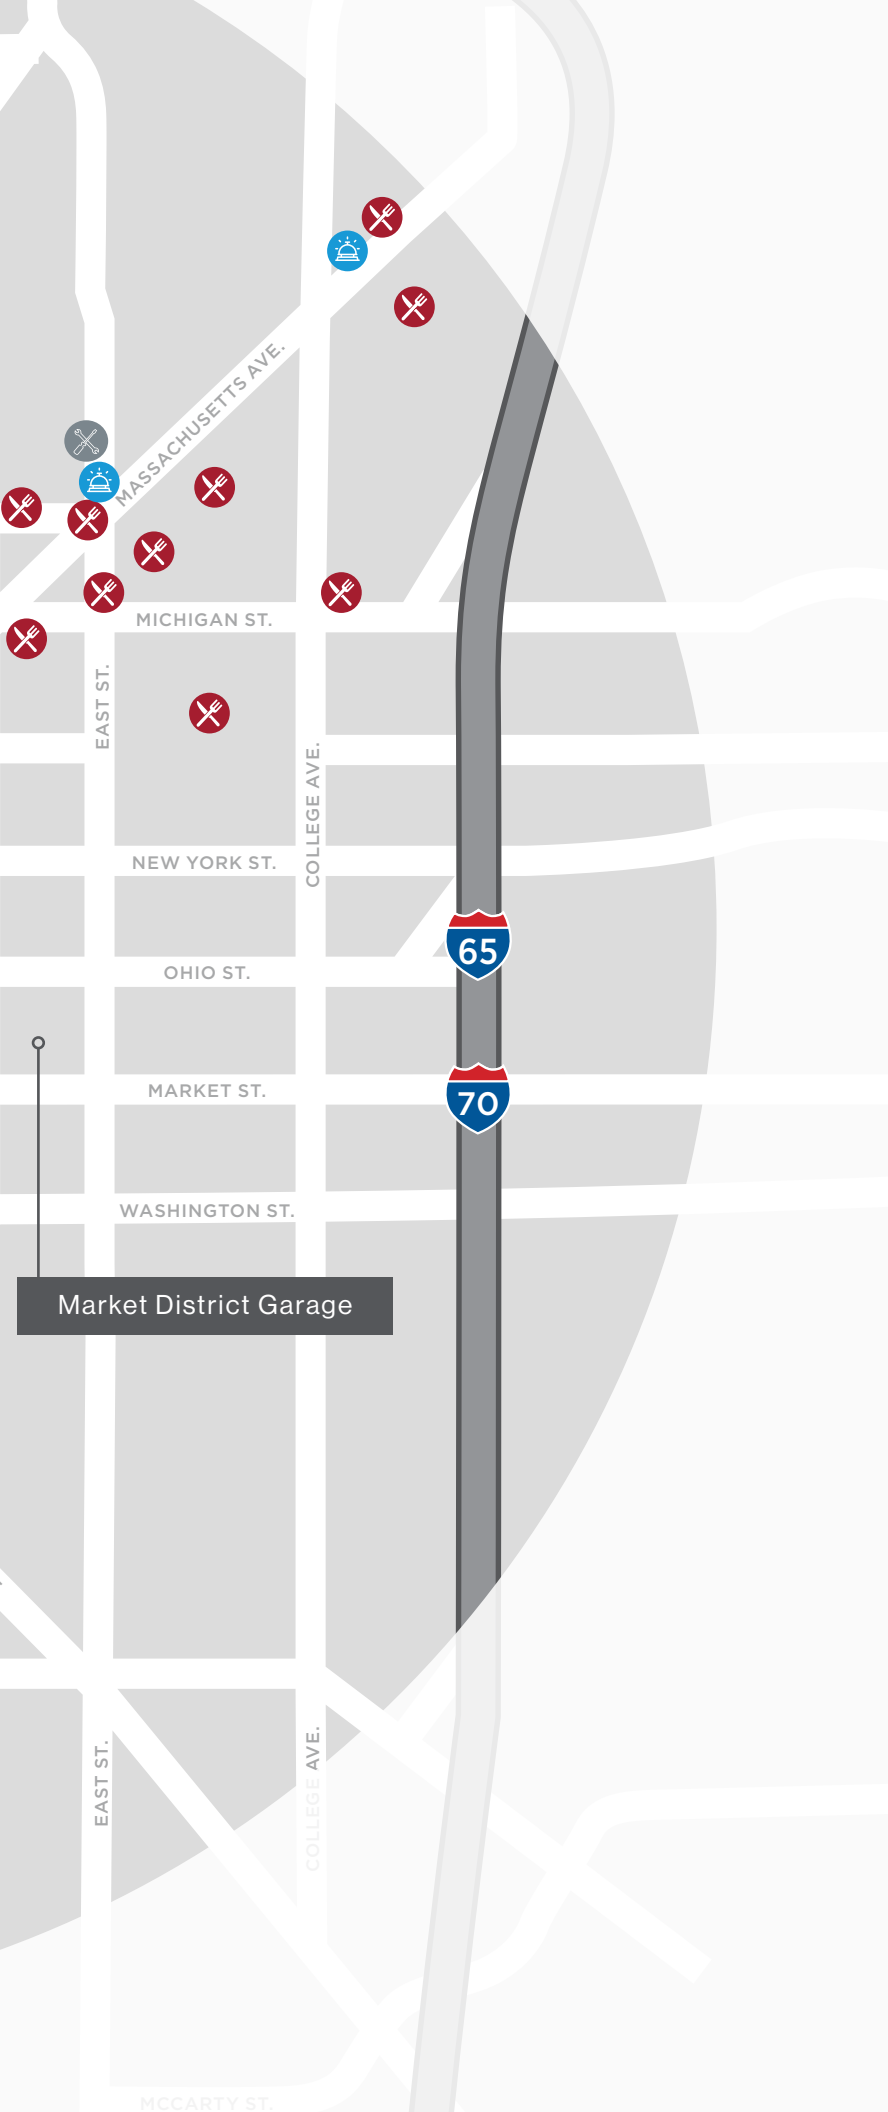 MASSACHUSETTS AVE.
MICHIGAN ST.
EAST ST.
COLLEGE AVE.
NEW YORK ST.
65
OHIO ST.
MARKET ST.
70
WASHINGTON ST.
Market District Garage
EAST ST.
COLLEGE AVE.
MCCARTY ST.